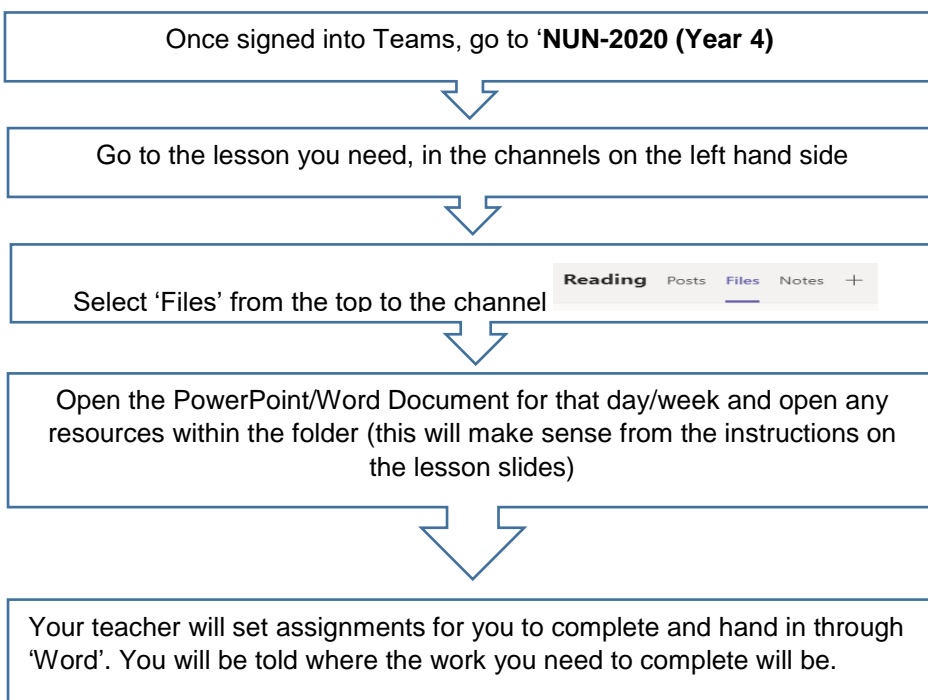 Once signed into Teams, go to ‘NUN-2020 (Year 4)
Go to the lesson you need, in the channels on the left hand side
Select ‘Files’ from the top to the channel Reading Posts Files Notes +
Open the PowerPoint/Word Document for that day/week and open any
resources within the folder (this will make sense from the instructions on
the lesson slides)
Your teacher will set assignments for you to complete and hand in through
‘Word’. You will be told where the work you need to complete will be.